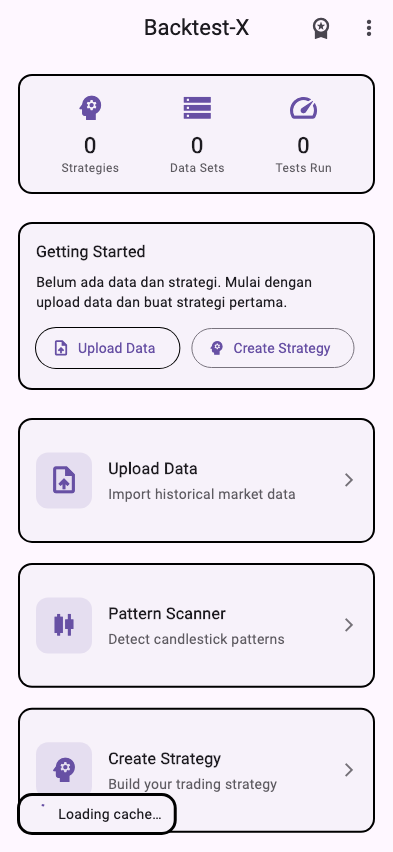 Backtest-X
0
0
0
Strategies
Data Sets
Tests Run
Getting Started
Belum ada data dan strategi. Mulai dengan
upload data dan buat strategi pertama.
Upload Data
Create Strategy
Upload Data
Import historical market data
Pattern Scanner
Detect candlestick patterns
Create Strategy
Build your trading strategy
Loading cache...